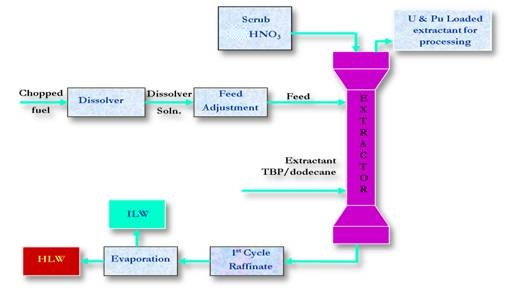 Scrub
HNO3
U & Pu Loaded
extractant for
processing
Chopped
fuel
Dissolver
Dissolver
Soln.
Feed
Adjustment
Feed
EXTRACTOR
Extractant
TBP/dodecane
ILW
HLW
Evaporation
1st Cycle
Raffinate